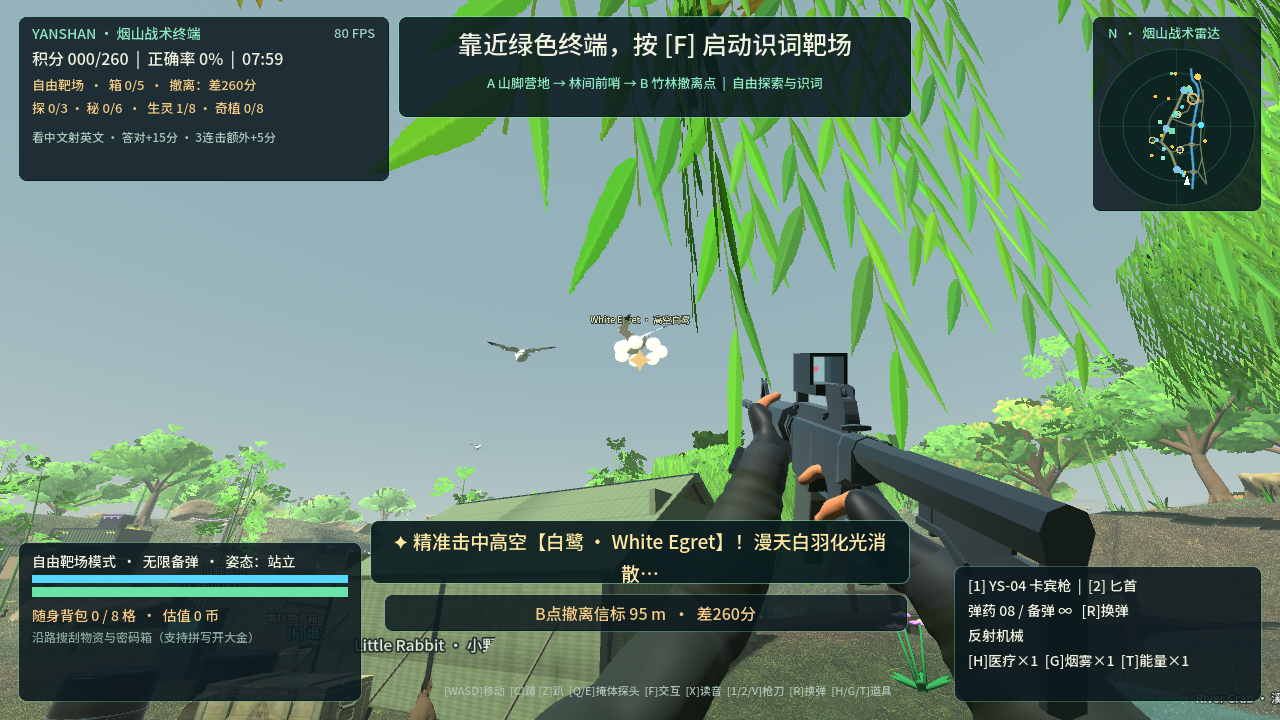 YANSHAN · 烟山战术终端 80 FPS
积分 000/260 | 正确率 0% | 07:59
自由靶场 · 箱 0/5 · 撤离: 差260分
探 0/3 · 秘 0/6 · 生灵 1/8 · 奇植 0/8
看中文射英文 · 答对+15分 · 3连击额外+5分
靠近绿色终端，按 [F] 启动识词靶场
A 山脚营地 → 林间前哨 → B 竹林撤离点 | 自由探索与识词
N · 烟山战术雷达
White Egret · 高空白鹭
✦ 精准击中高空【白鹭 · White Egret】！漫天白羽化光消
散…
B点撤离信标 95 m · 差260分
自由靶场模式 · 无限备弹 · 姿态: 站立
随身背包 0 / 8 格 · 估值 0 币
沿路搜刮物资与密码箱（支持拼写开大金）
Little Rabbit · 小野
[WASD]移动 [C]蹲 [Z]趴 [Q/E]掩体探头 [F]交互 [X]读音 [1/2/V]枪刀 [R]换弹 [H/G/T]道具
[1] YS-04 卡宾枪 | [2] 匕首
弹药 08 / 备弹 ∞ [R]换弹
反射机械
[H]医疗×1 [G]烟雾×1 [T]能量×1
River Crab ·